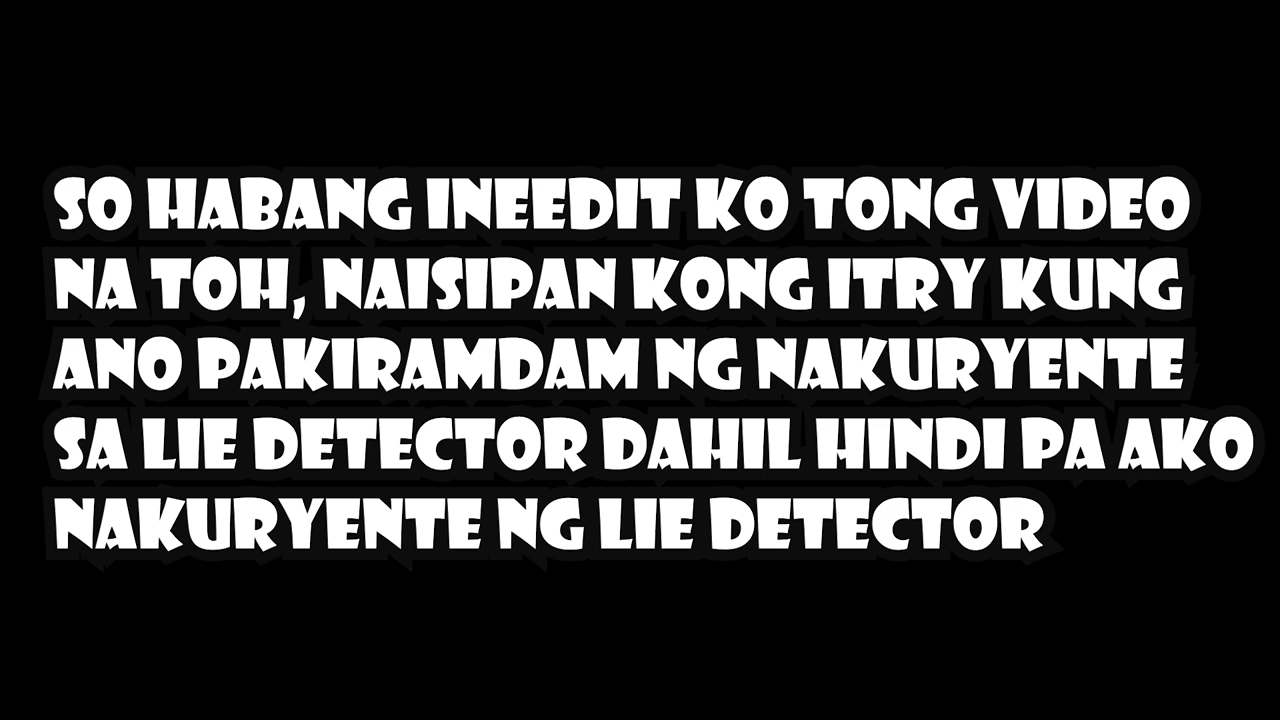 SO HABANG INEEDIT KO TONG VIDEO
NA TOH, NAISIPAN KONG ITRY KUNG
ANO PAKIRAMDAM NG NAKURYENTE
SA LIE DETECTOR DAHIL HINDI PA AKO
NAKURYENTE NG LIE DETECTOR